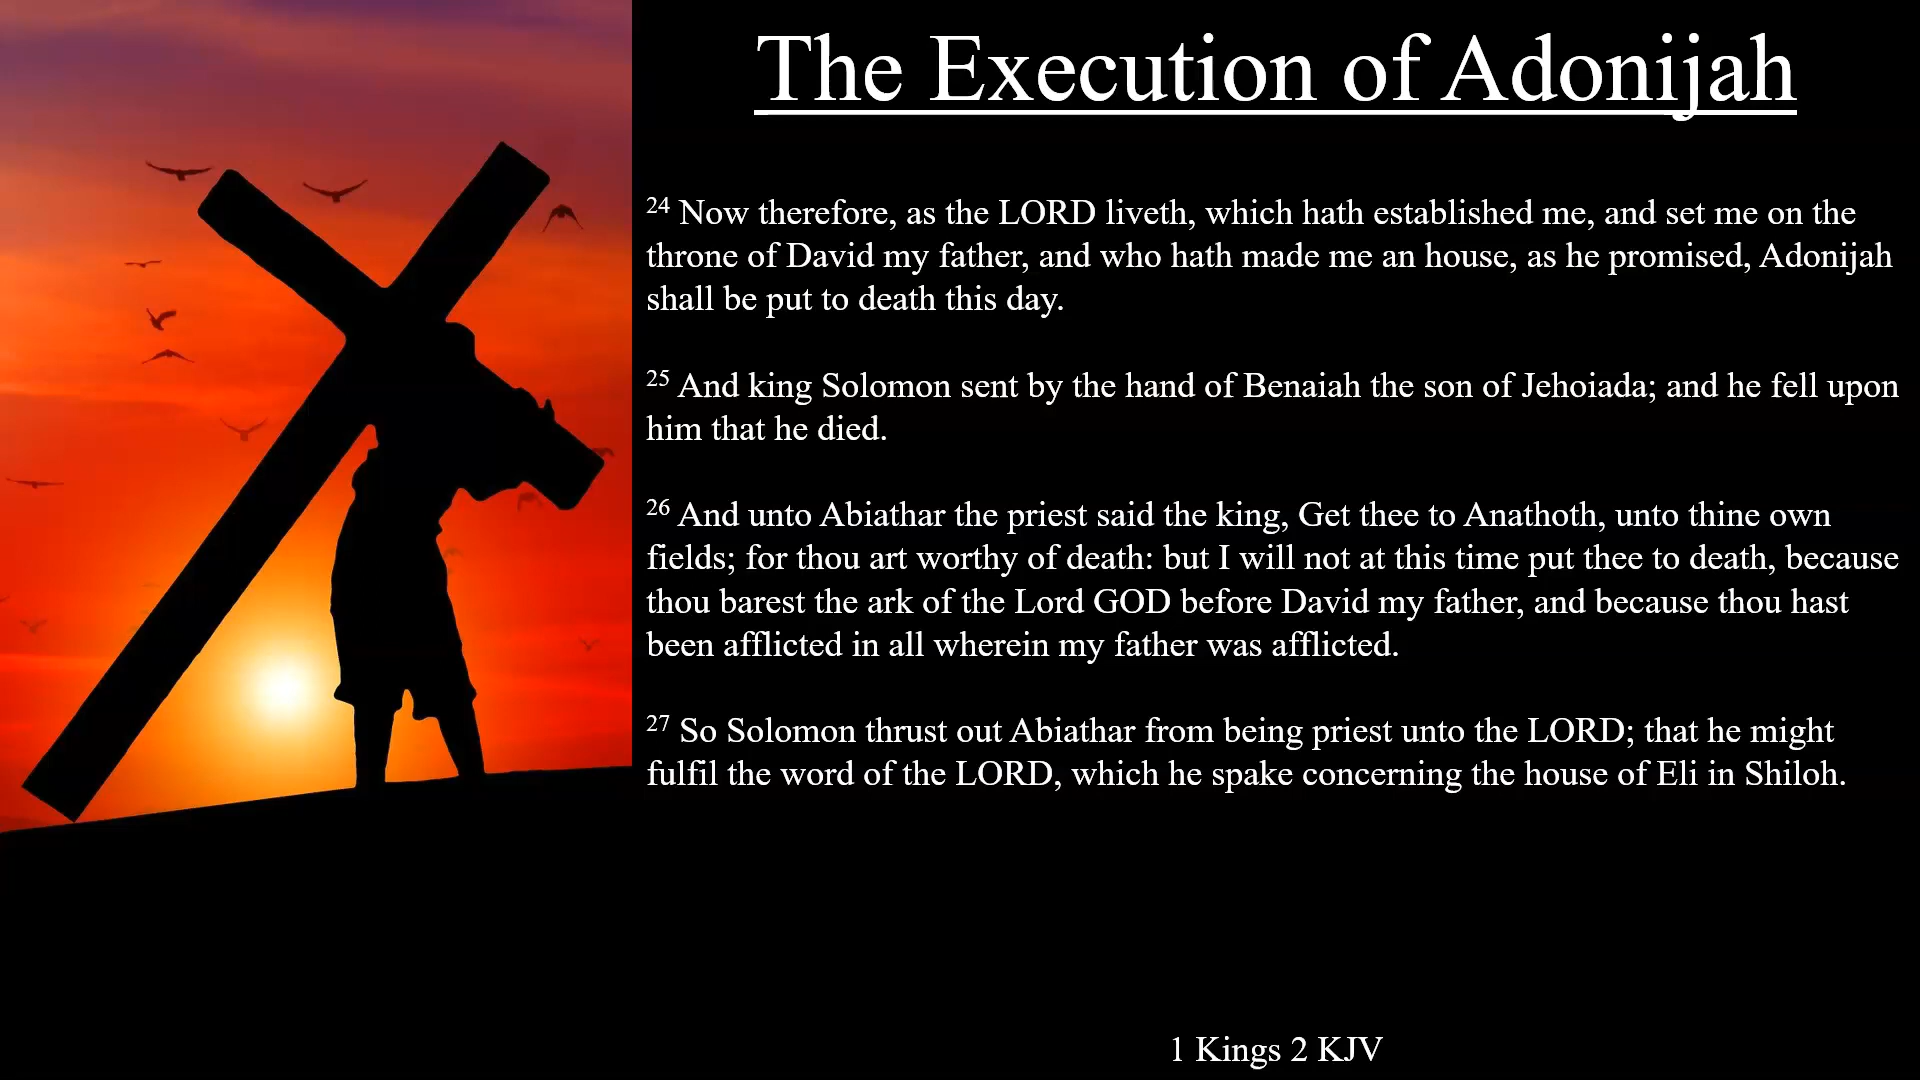 The Execution of Adonijah
24 Now therefore, as the LORD liveth, which hath established me, and set me on the
throne of David my father, and who hath made me an house, as he promised, Adonijah
shall be put to death this day.
25 And king Solomon sent by the hand of Benaiah the son of Jehoiada; and he fell upon
him that he died.
26 And unto Abiathar the priest said the king, Get thee to Anathoth, unto thine own
fields; for thou art worthy of death: but I will not at this time put thee to death, because
thou barest the ark of the Lord GOD before David my father, and because thou hast
been afflicted in all wherein my father was afflicted.
27 So Solomon thrust out Abiathar from being priest unto the LORD; that he might
fulfil the word of the LORD, which he spake concerning the house of Eli in Shiloh.
1 Kings 2 KJV